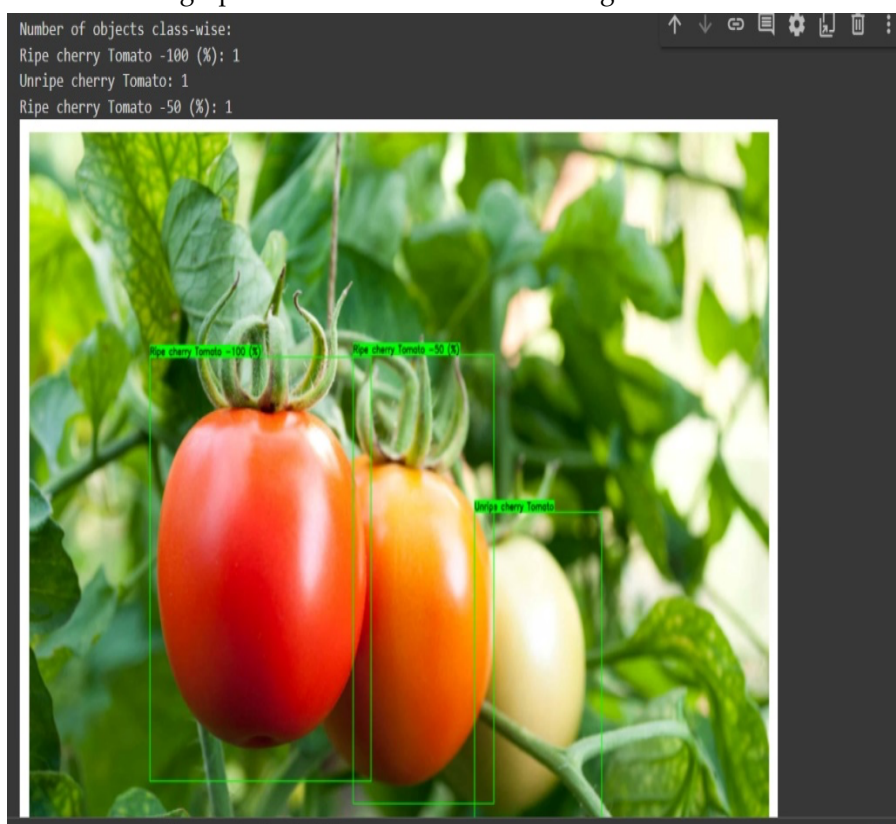 Number of objects class-wise:
Ripe cherry Tomato -100 (%): 1
Unripe cherry Tomato: 1
Ripe cherry Tomato -50 (%): 1
Ripe cherry Tomato -100 (%)
Ripe cherry Tomato -50 (%)
Unripe cherry Tomato